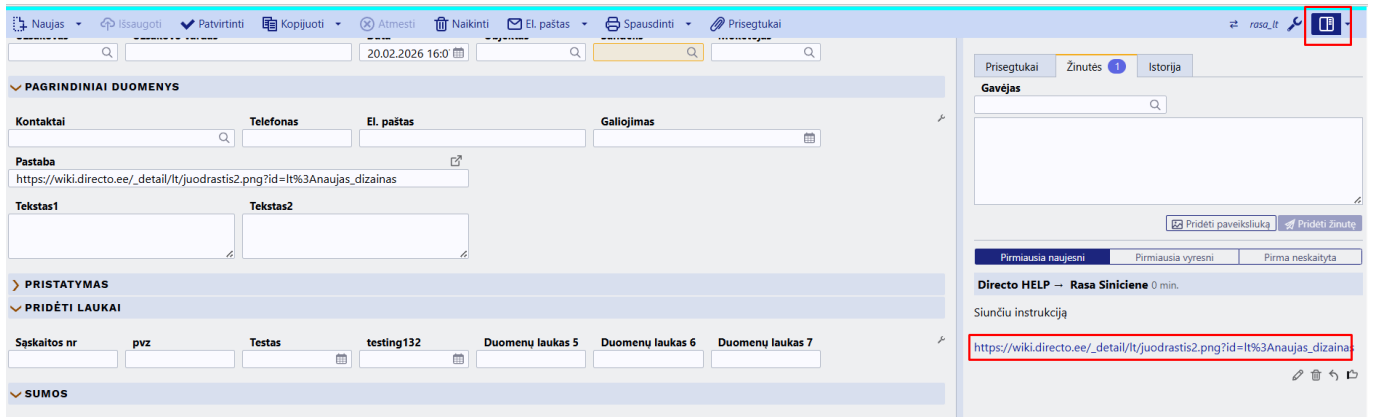 Naujas Išsaugoti Patvirtinti Kopijuoti Atmesti Naikinti El. paštas Spausdinti Prisegtukai rasa_lt
20.02.2026 16:0
PAGRINDINIAI DUOMENYS
Kontaktai Telefonas El. paštas Galiojimas
Pastaba
https://wiki.directo.ee/_detail/lt/juodrastis2.png?id=lt%3Anaujas_dizainas
Tekstas1 Tekstas2
PRISTATYMAS
PRIDĖTI LAUKAI
Sąskaitos nr pvz Testas testing132 Duomenų laukas 5 Duomenų laukas 6 Duomenų laukas 7
SUMOS
Prisegtukai Žinutės 1 Istorija
Gavėjas
Pridėti paveiksliuką Pridėti žinutę
Pirmiausia naujesni Pirmiausia vyresni Pirma neskaityta
Directo HELP → Rasa Siniciene 0 min.
Siunčiu instrukciją
https://wiki.directo.ee/_detail/lt/juodrastis2.png?id=lt%3Anaujas_dizainas